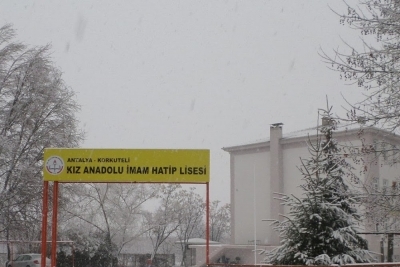 ANTALYA - KORKUTELİ
KIZ ANADOLU İMAM HATİP LİSESİ